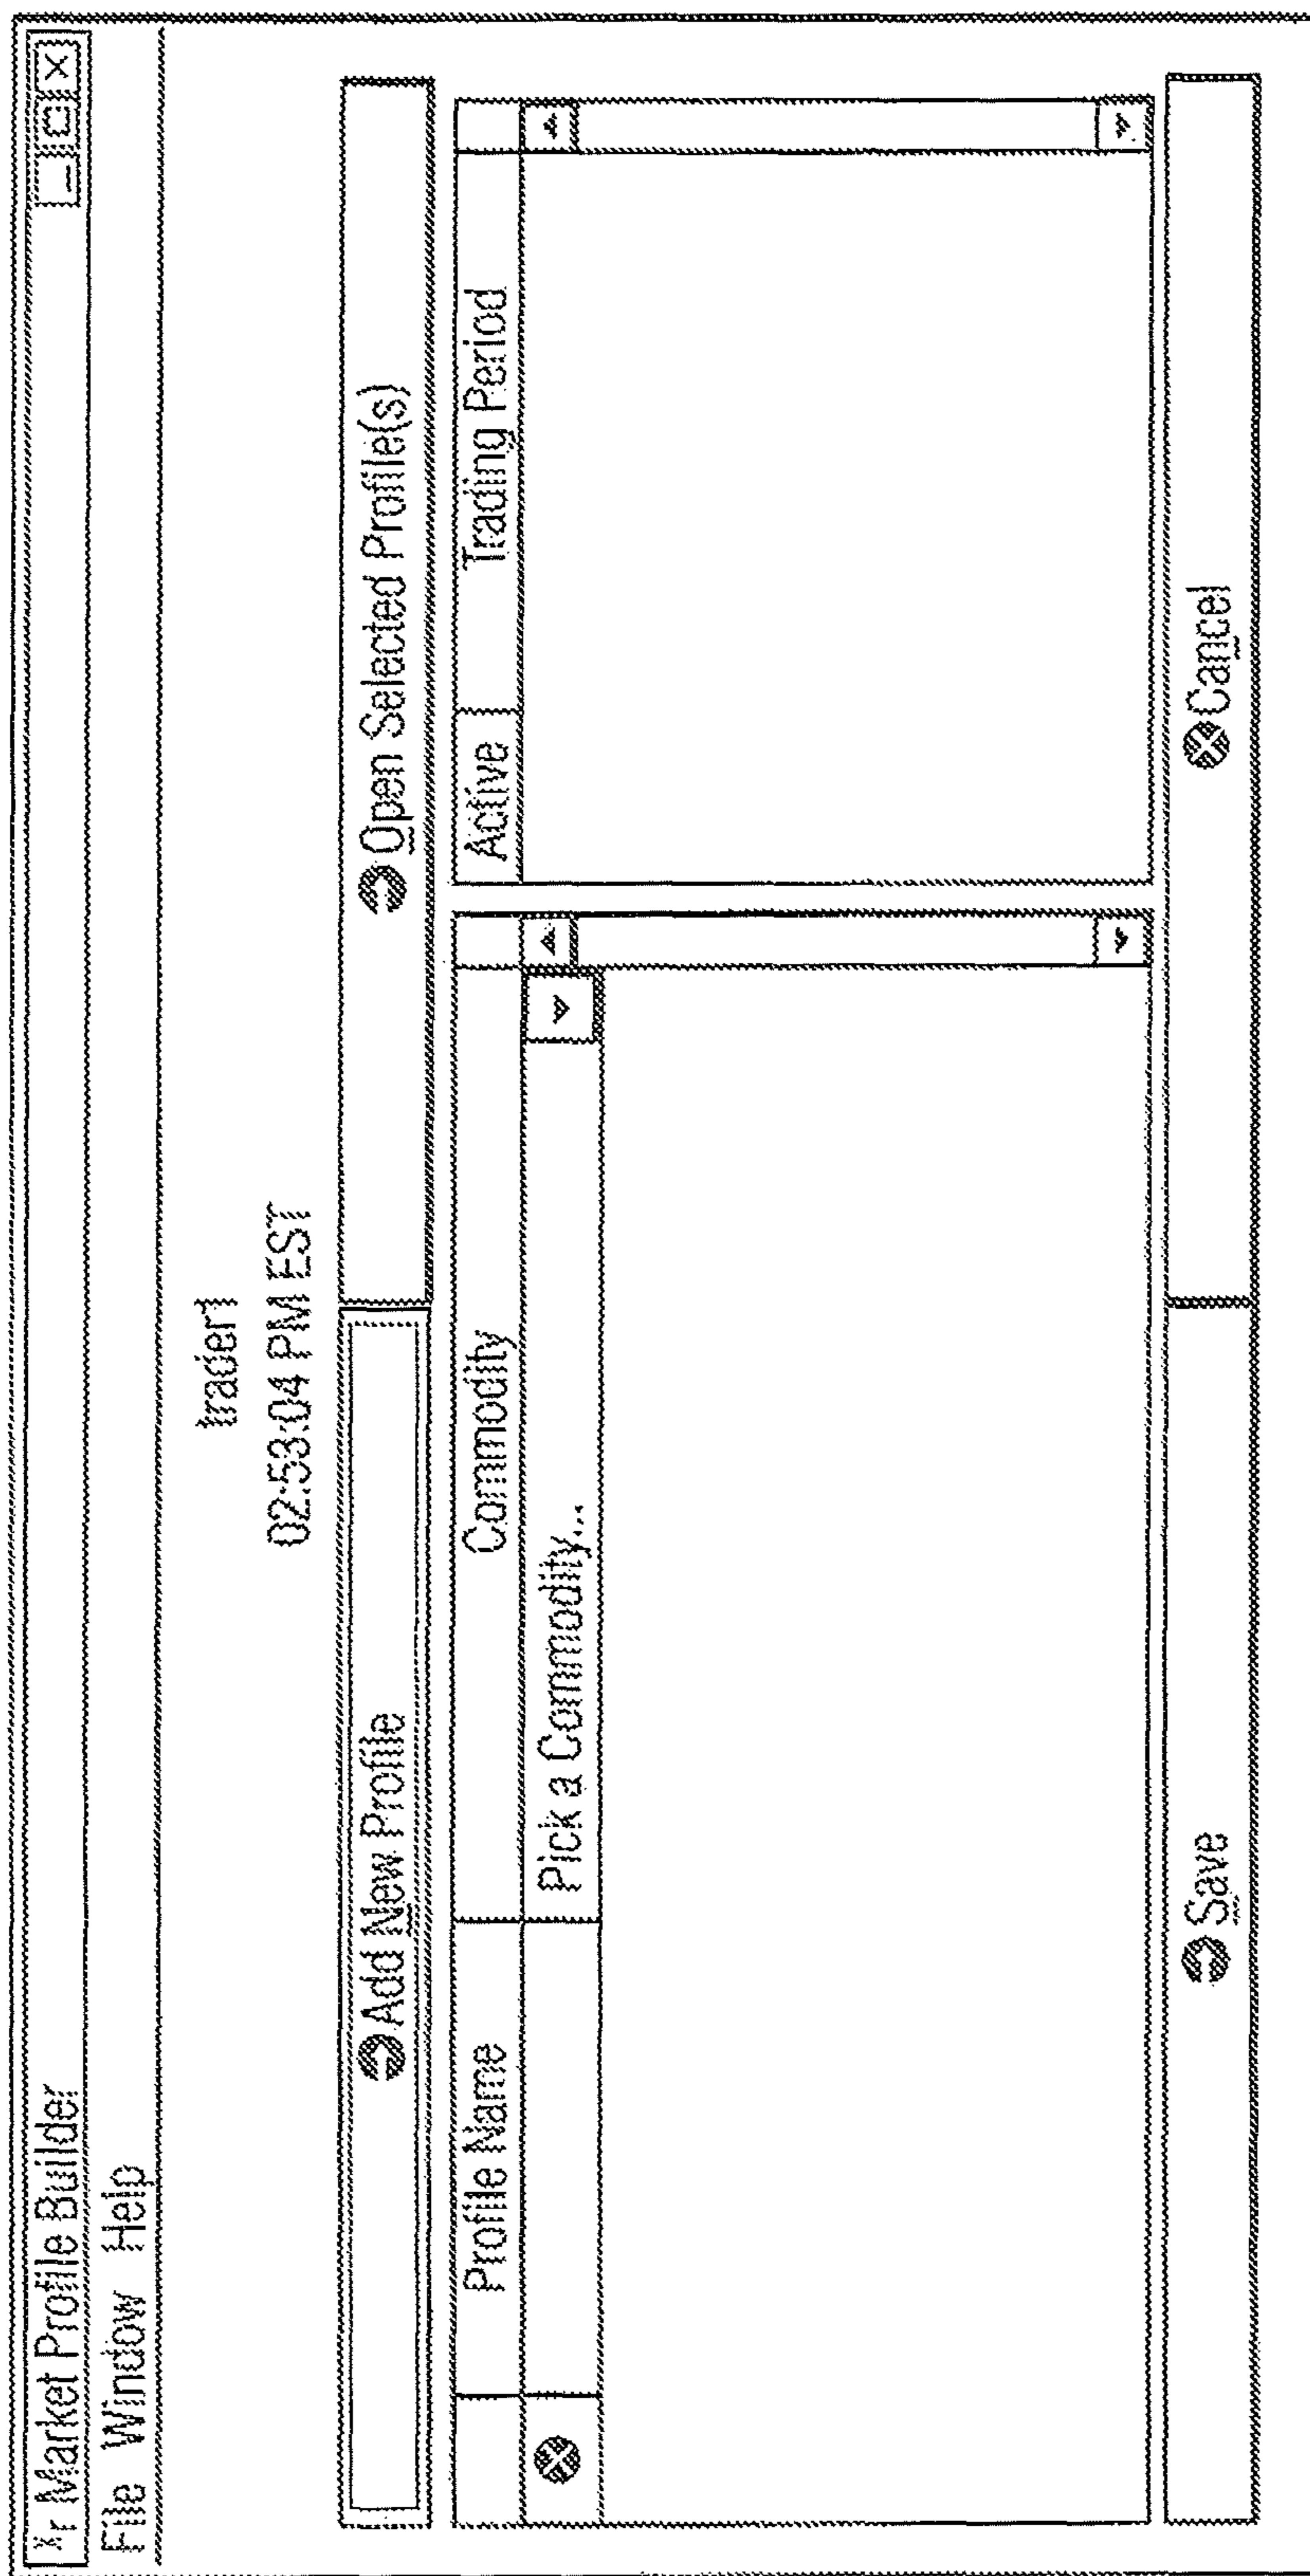 Market Profile Builder
File Window Help
trader1
02:53:04 PM EST
Add New Profile Open Selected Profile(s)
Profile Name Commodity Active Trading Period
Pick a Commodity...
Save Cancel